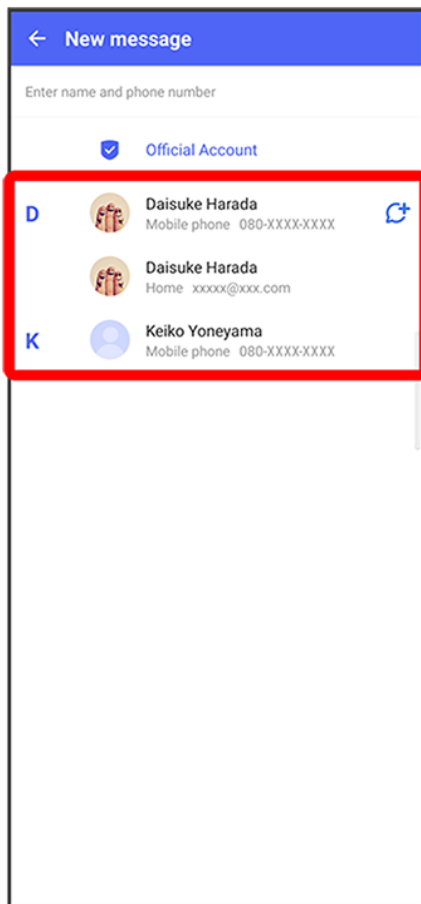 New message
Enter name and phone number
Official Account
D
Daisuke Harada
Mobile phone 080-XXXX-XXXX
Daisuke Harada
Home xxxxx@xxx.com
K
Keiko Yoneyama
Mobile phone 080-XXXX-XXXX